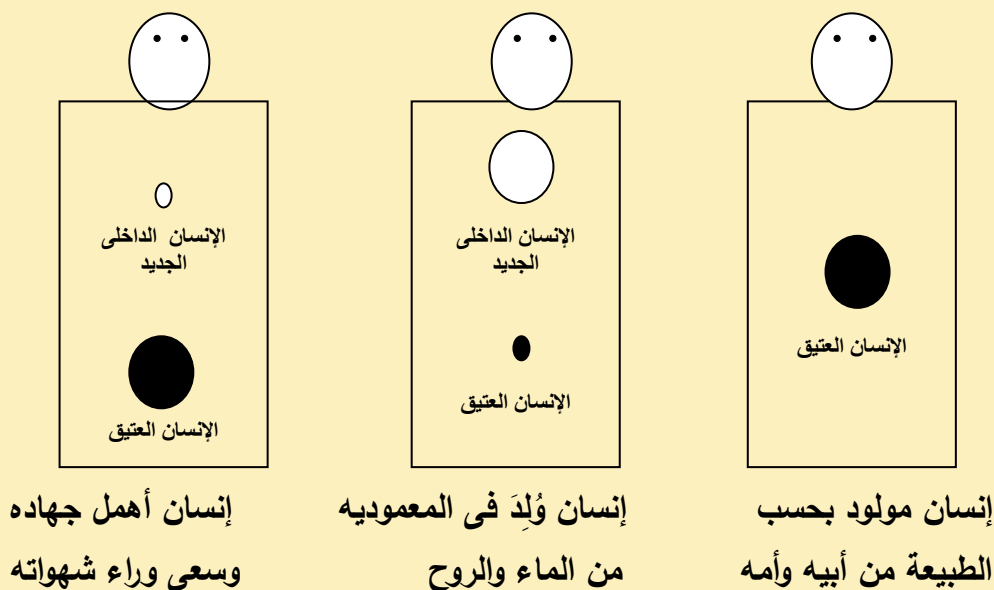 الإنسان العتيق
إنسان مولود بحسب
الطبيعة من أبيه وأمه
الإنسان الداخلى
الجديد
الإنسان العتيق
إنسان وُلِدَ فى المعموديه
من الماء والروح
الإنسان الداخلى
الجديد
الإنسان العتيق
إنسان أهمل جهاده
وسعى وراء شهواته